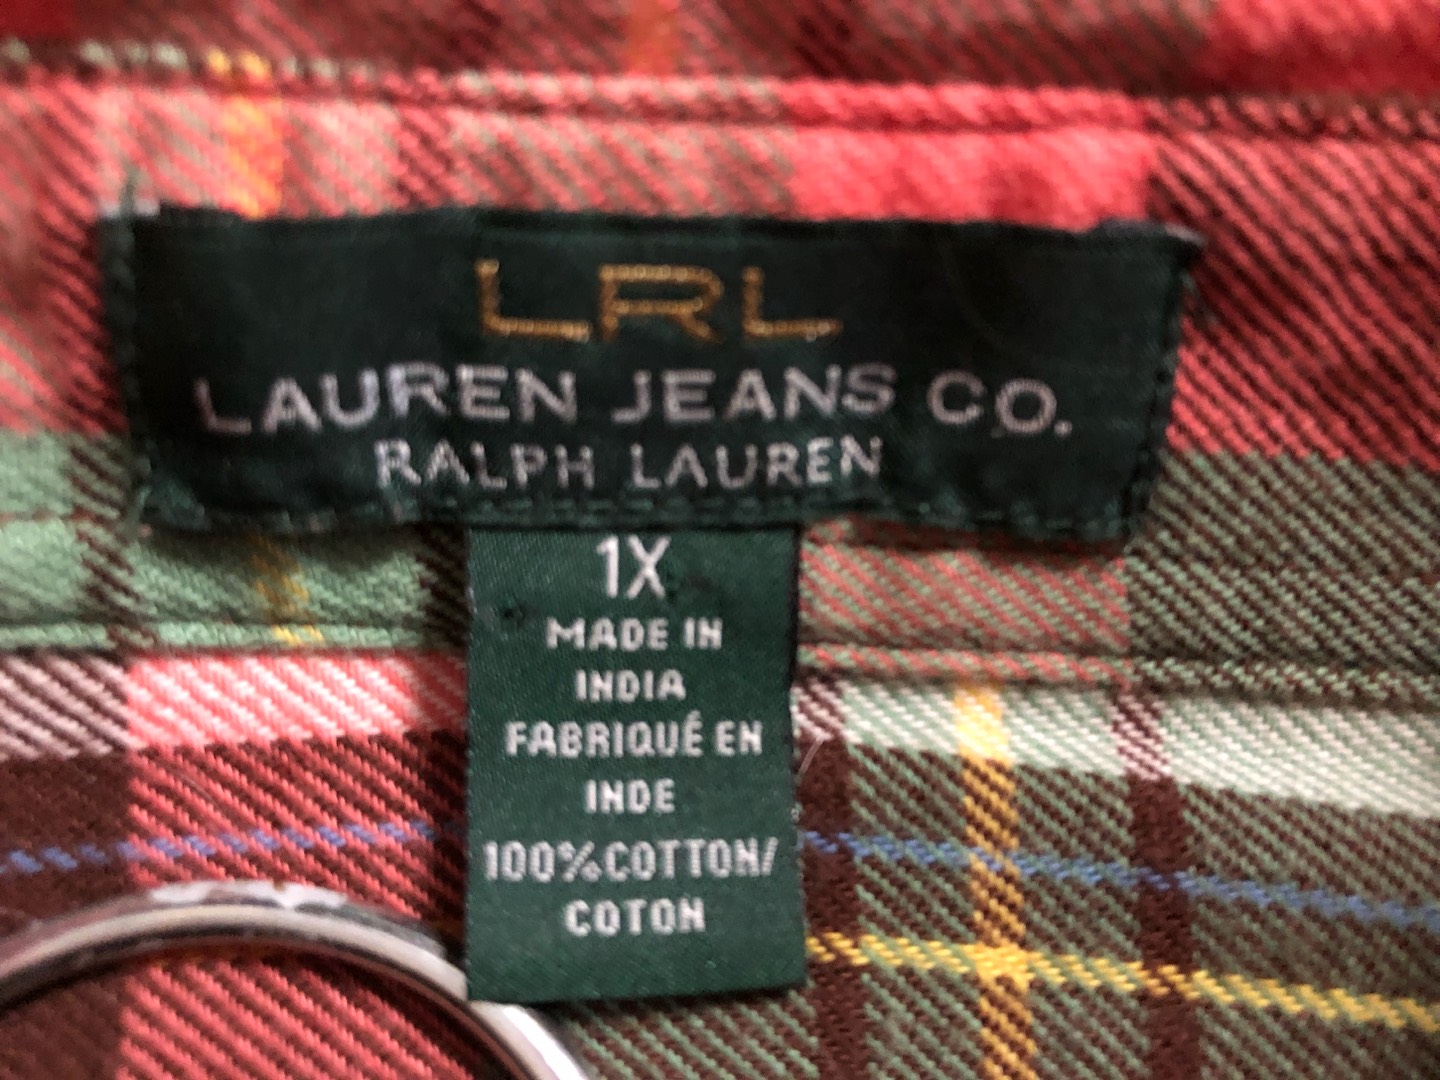 LRL
LAUREN JEANS CO.
RALPH LAUREN
1X
MADE IN
INDIA
FABRIQUÉ EN
INDE
100%COTTON/
COTON